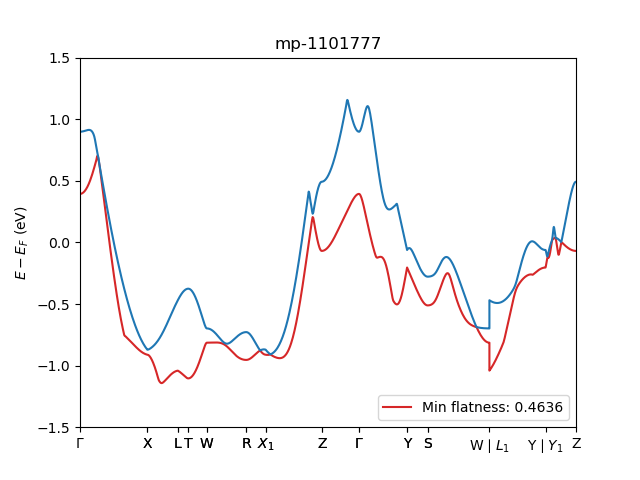 mp-1101777
E − E_F (eV)
1.5
1.0
0.5
0.0
−0.5
−1.0
−1.5
Min flatness: 0.4636
Γ X L T W R X₁ Z Γ Y S W | L₁ Y | Y₁ Z